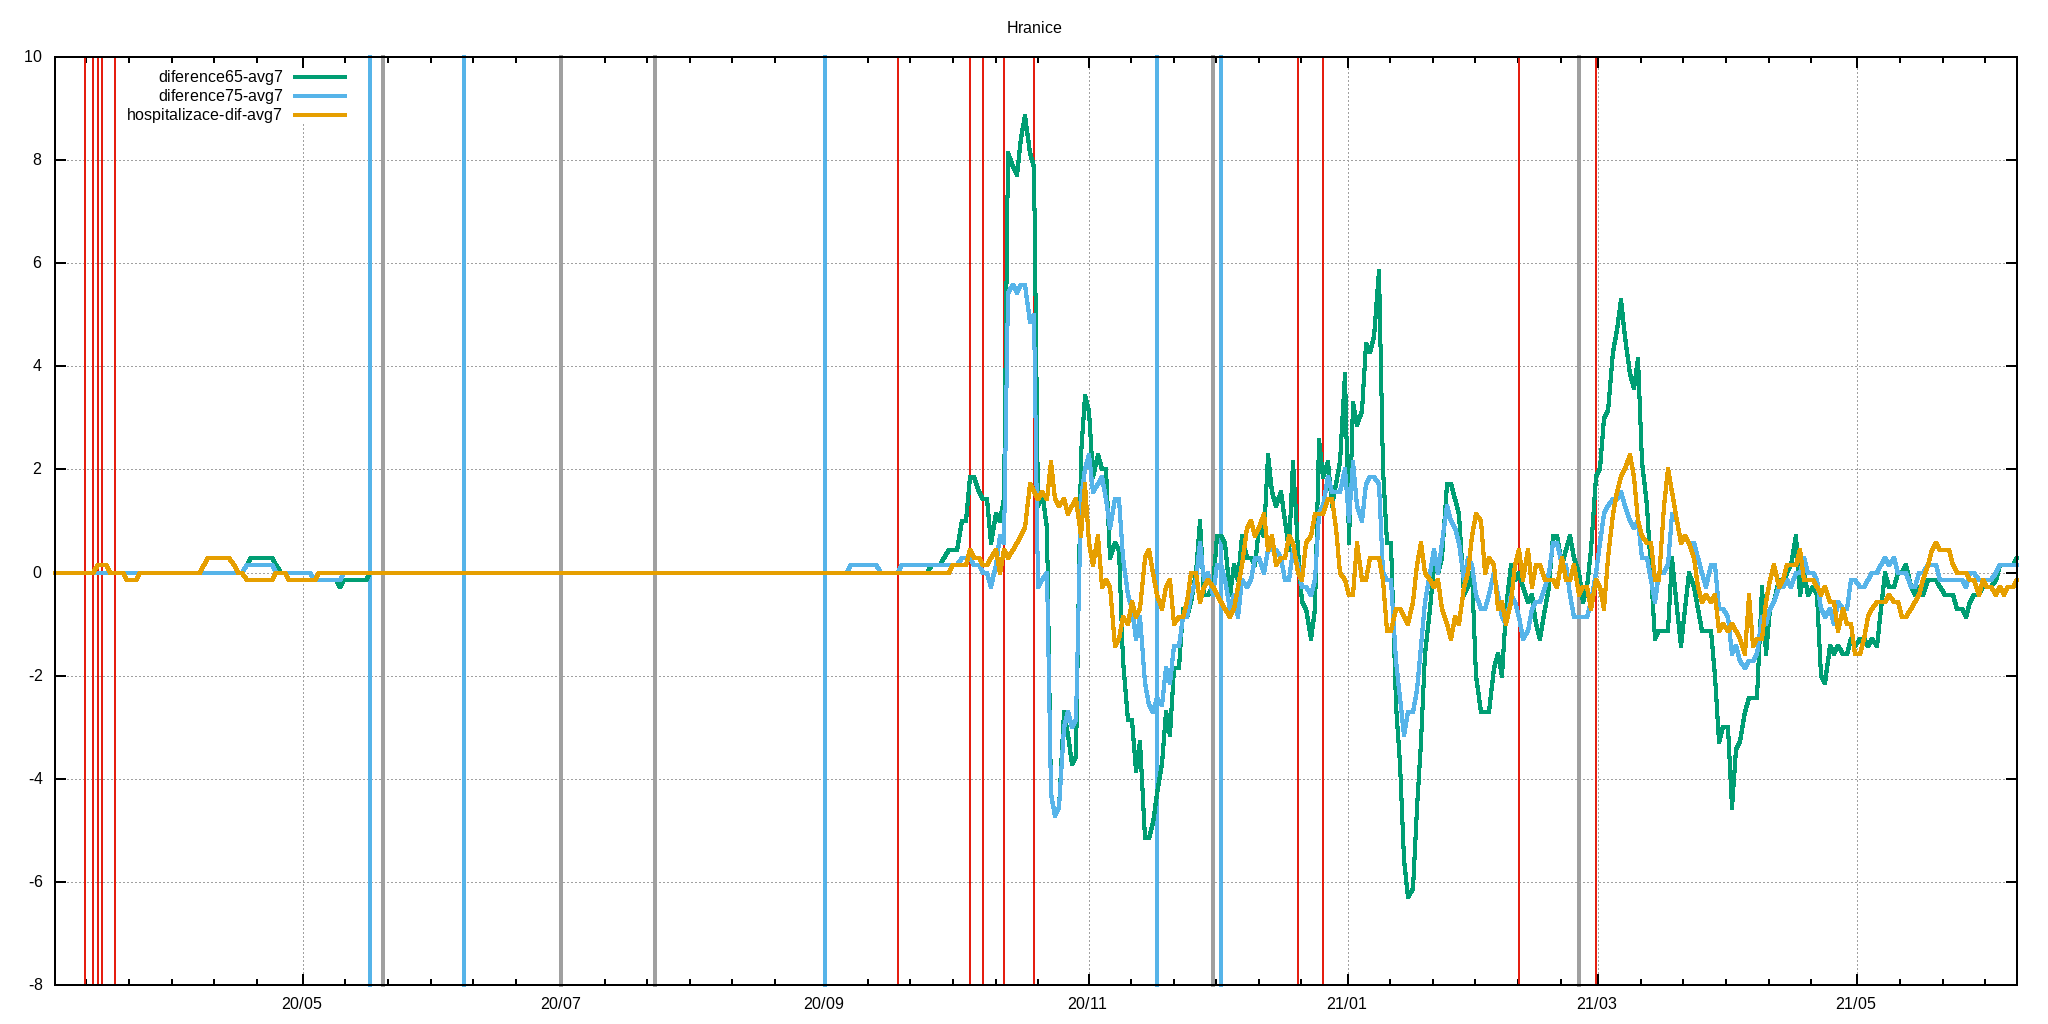 Hranice
10
diference65-avg7
diference75-avg7
hospitalizace-dif-avg7
8
6
4
2
0
-2
-4
-6
-8
20/05 20/07 20/09 20/11 21/01 21/03 21/05